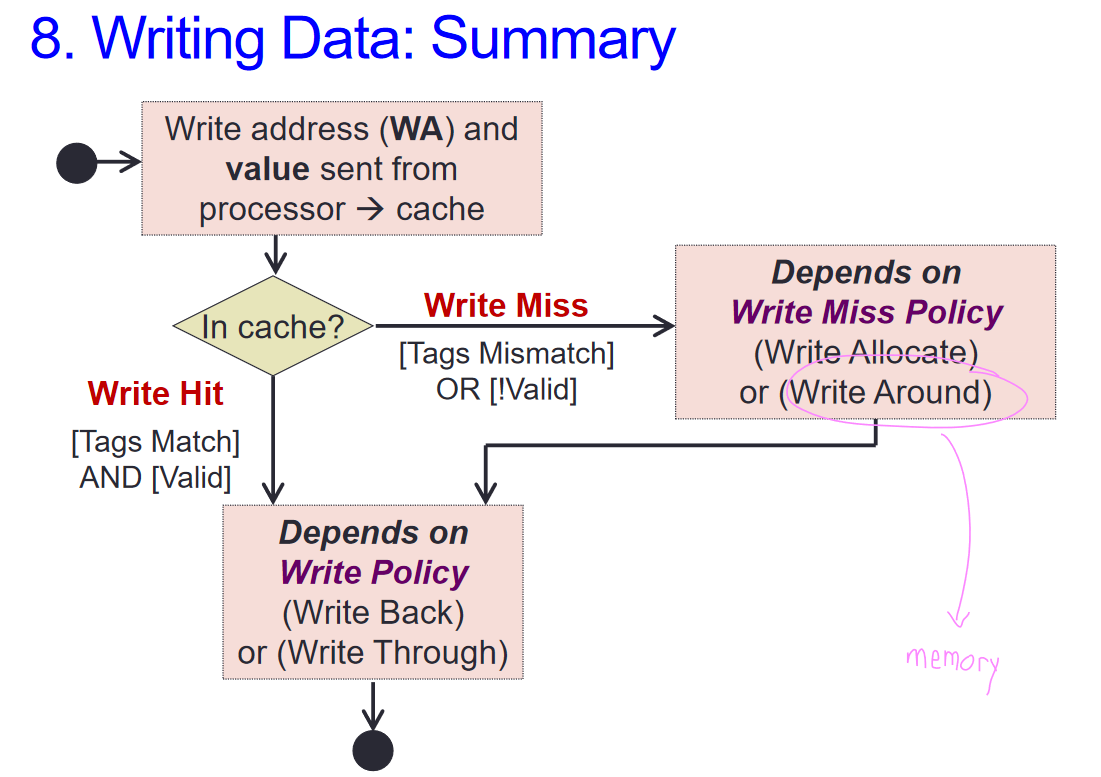 8. Writing Data: Summary
Write address (WA) and
value sent from
processor → cache
In cache?
Write Miss
[Tags Mismatch]
OR [!Valid]
Depends on
Write Miss Policy
(Write Allocate)
or (Write Around)
Write Hit
[Tags Match]
AND [Valid]
Depends on
Write Policy
(Write Back)
or (Write Through)
memory